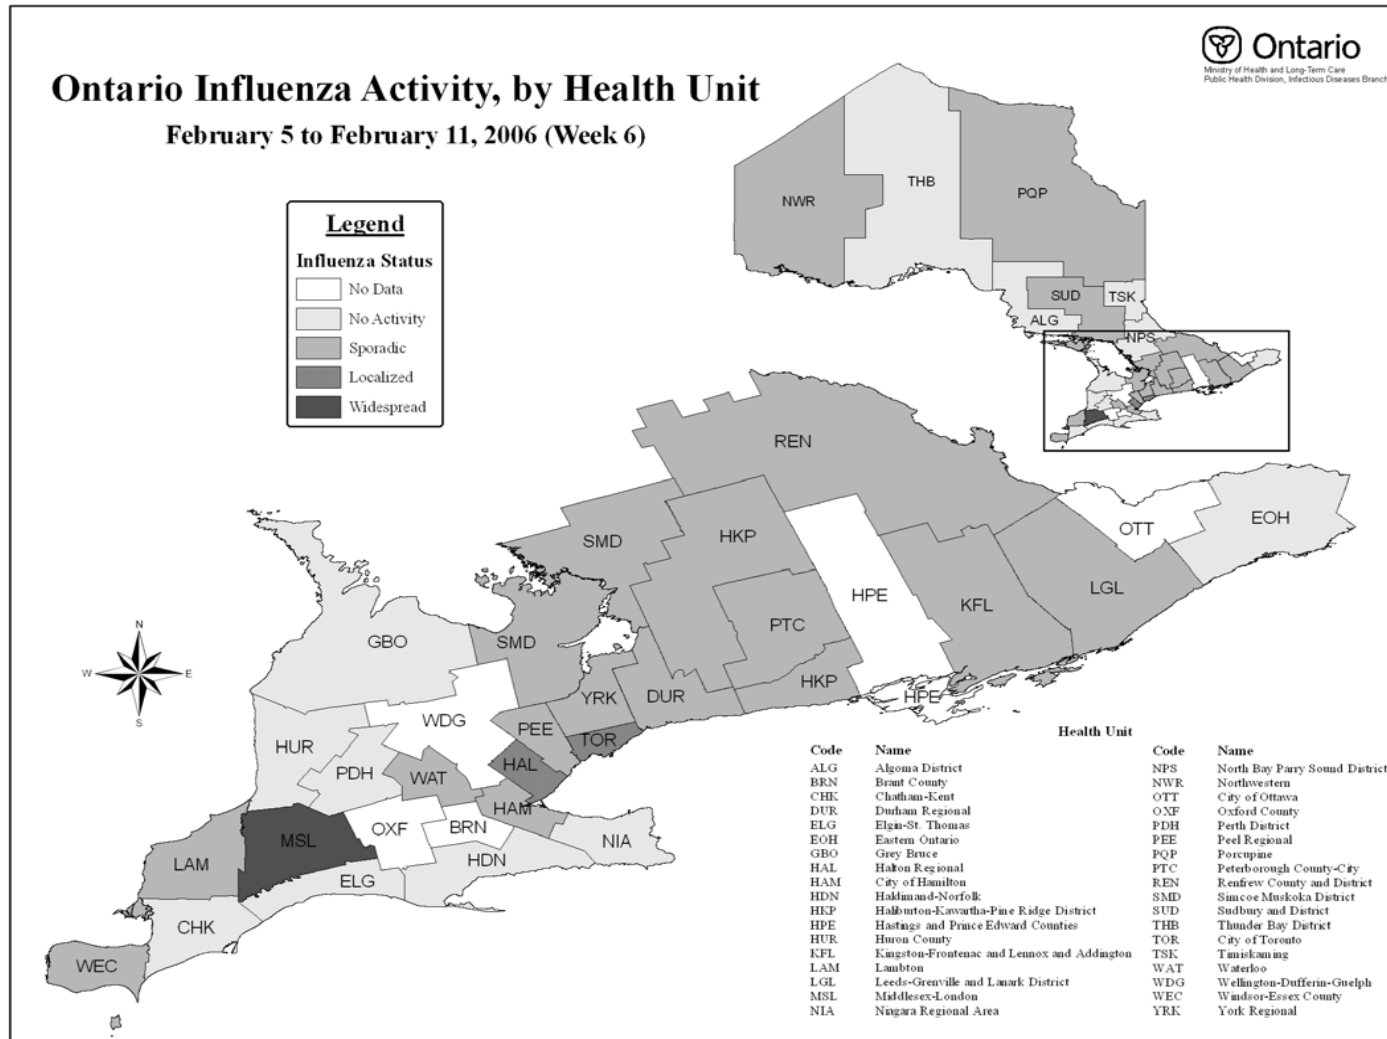 Ontario
Ministry of Health and Long-Term Care
Public Health Division, Infectious Diseases Branch
Ontario Influenza Activity, by Health Unit
February 5 to February 11, 2006 (Week 6)
Legend
Influenza Status
No Data
No Activity
Sporadic
Localized
Widespread
NWR
THB
PQP
SUD
TSK
ALG
NPS
REN
SMD
HKP
OTT
EOH
HPE
KFL
LGL
PTC
GBO
SMD
N
W
E
S
YRK
DUR
HKP
HPE
WDG
PEE
TOR
HUR
PDH
WAT
HAL
HAM
MSL
OXF
BRN
NIA
LAM
ELG
HDN
CHK
WEC
Health Unit
Code Name
ALG Algoma District
BRN Brant County
CHK Chatham-Kent
DUR Durham Regional
ELG Elgin-St. Thomas
EOH Eastern Ontario
GBO Grey Bruce
HAL Halton Regional
HAM City of Hamilton
HDN Haldimand-Norfolk
HKP Haliburton-Kawartha-Pine Ridge District
HPE Hastings and Prince Edward Counties
HUR Huron County
KFL Kingston-Frontenac and Lennox and Addington
LAM Lambton
LGL Leeds-Grenville and Lanark District
MSL Middlesex-London
NIA Niagara Regional Area
Code Name
NPS North Bay Parry Sound District
NWR Northwestern
OTT City of Ottawa
OXF Oxford County
PDH Perth District
PEE Peel Regional
PQP Porcupine
PTC Peterborough County-City
REN Renfrew County and District
SMD Simcoe Muskoka District
SUD Sudbury and District
THB Thunder Bay District
TOR City of Toronto
TSK Timiskaming
WAT Waterloo
WDG Wellington-Dufferin-Guelph
WEC Windsor-Essex County
YRK York Regional